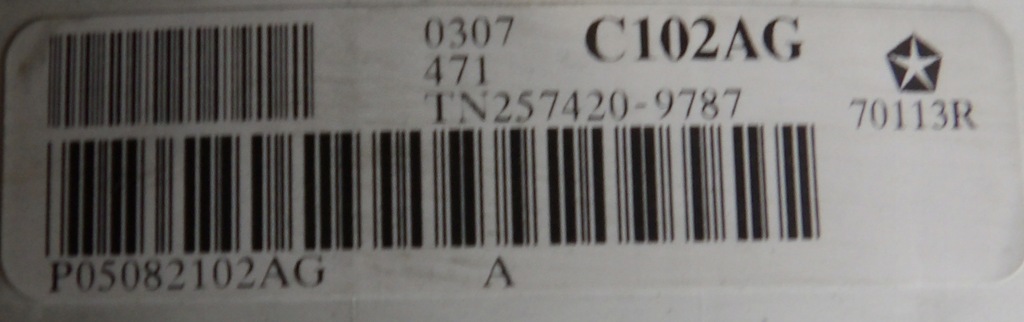 0307 C102AG
471
TN257420-9787
70113R
P05082102AG A